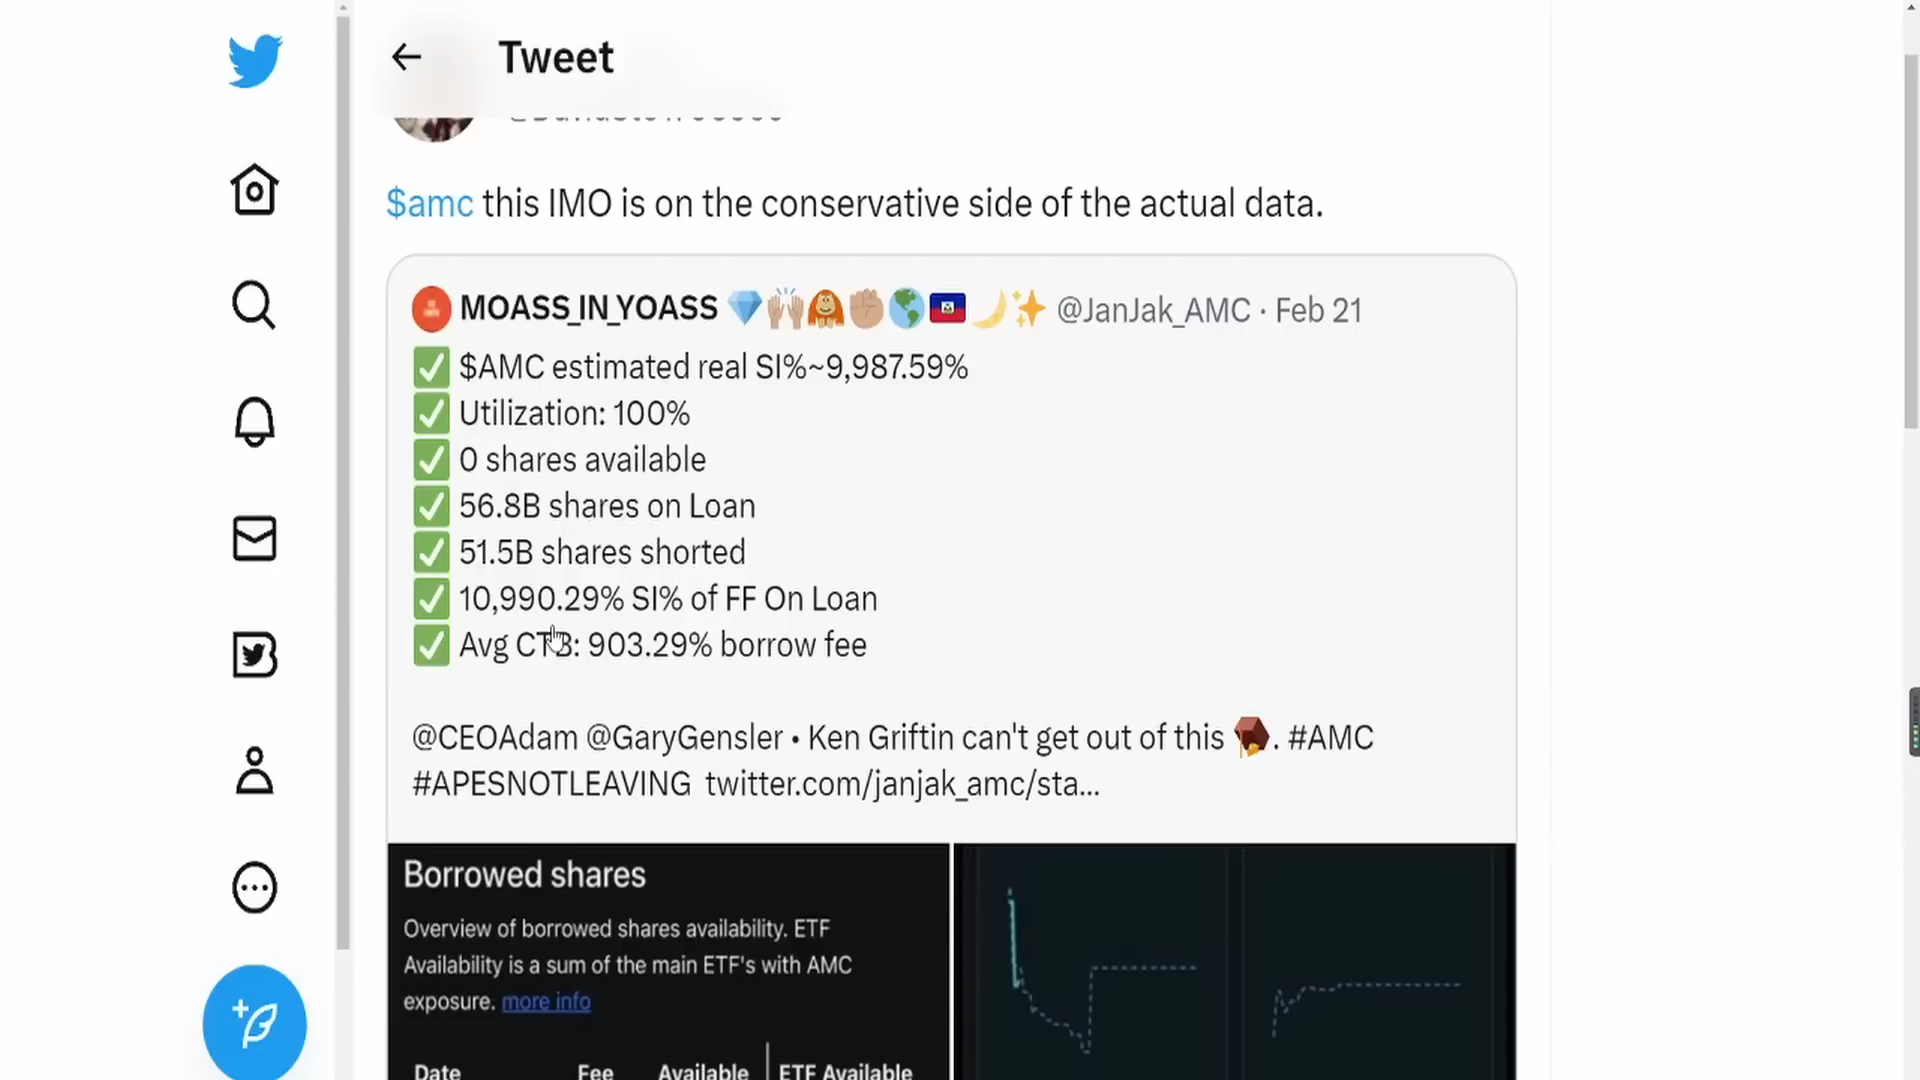 Tweet
$amc this IMO is on the conservative side of the actual data.
MOASS_IN_YOASS 💎🙌🏼🦧✊🏼🌎🇭🇹🌙✨ @JanJak_AMC · Feb 21
✅ $AMC estimated real SI%~9,987.59%
✅ Utilization: 100%
✅ 0 shares available
✅ 56.8B shares on Loan
✅ 51.5B shares shorted
✅ 10,990.29% SI% of FF On Loan
✅ Avg CTB: 903.29% borrow fee
@CEOAdam @GaryGensler • Ken Griftin can't get out of this 🫕. #AMC
#APESNOTLEAVING twitter.com/janjak_amc/sta...
Borrowed shares
Overview of borrowed shares availability. ETF
Availability is a sum of the main ETF's with AMC
exposure. more info
Date Fee Available ETF Available